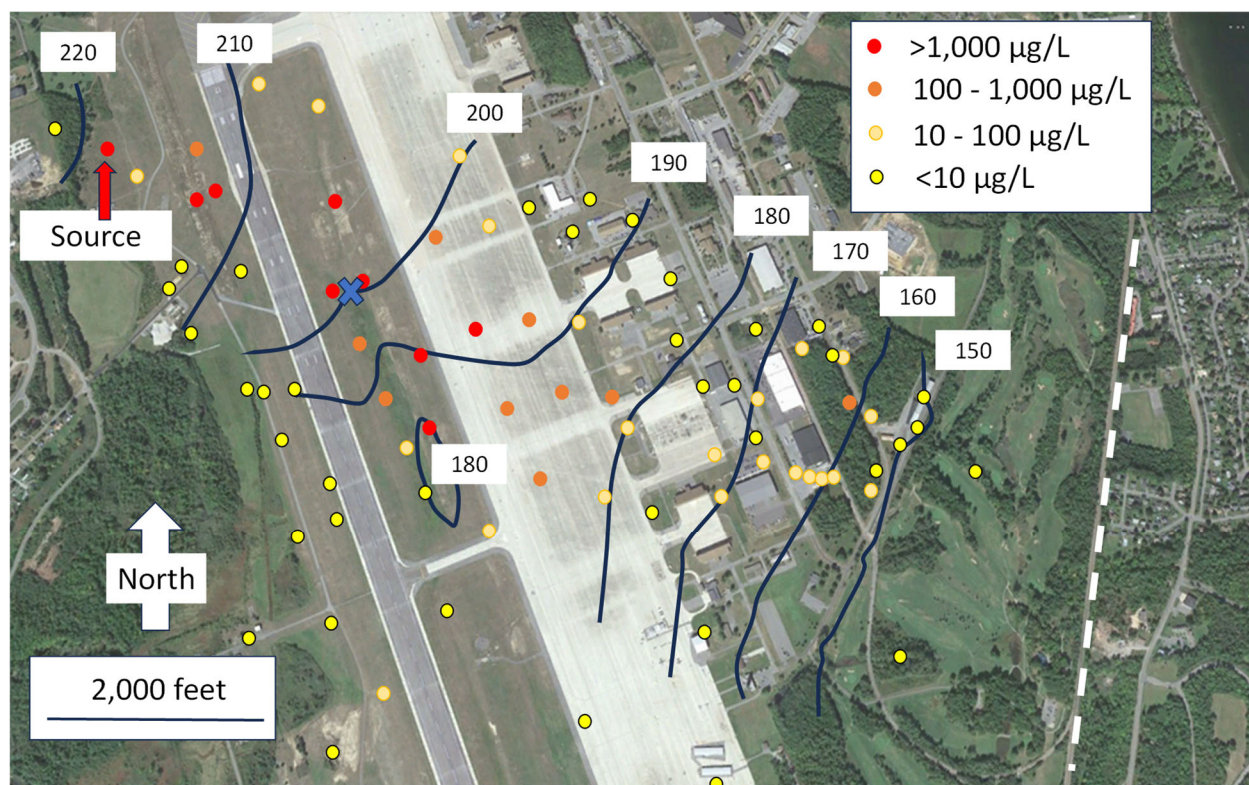 220
210
200
190
180
170
160
150
180
>1,000 µg/L
100 - 1,000 µg/L
10 - 100 µg/L
<10 µg/L
Source
North
2,000 feet